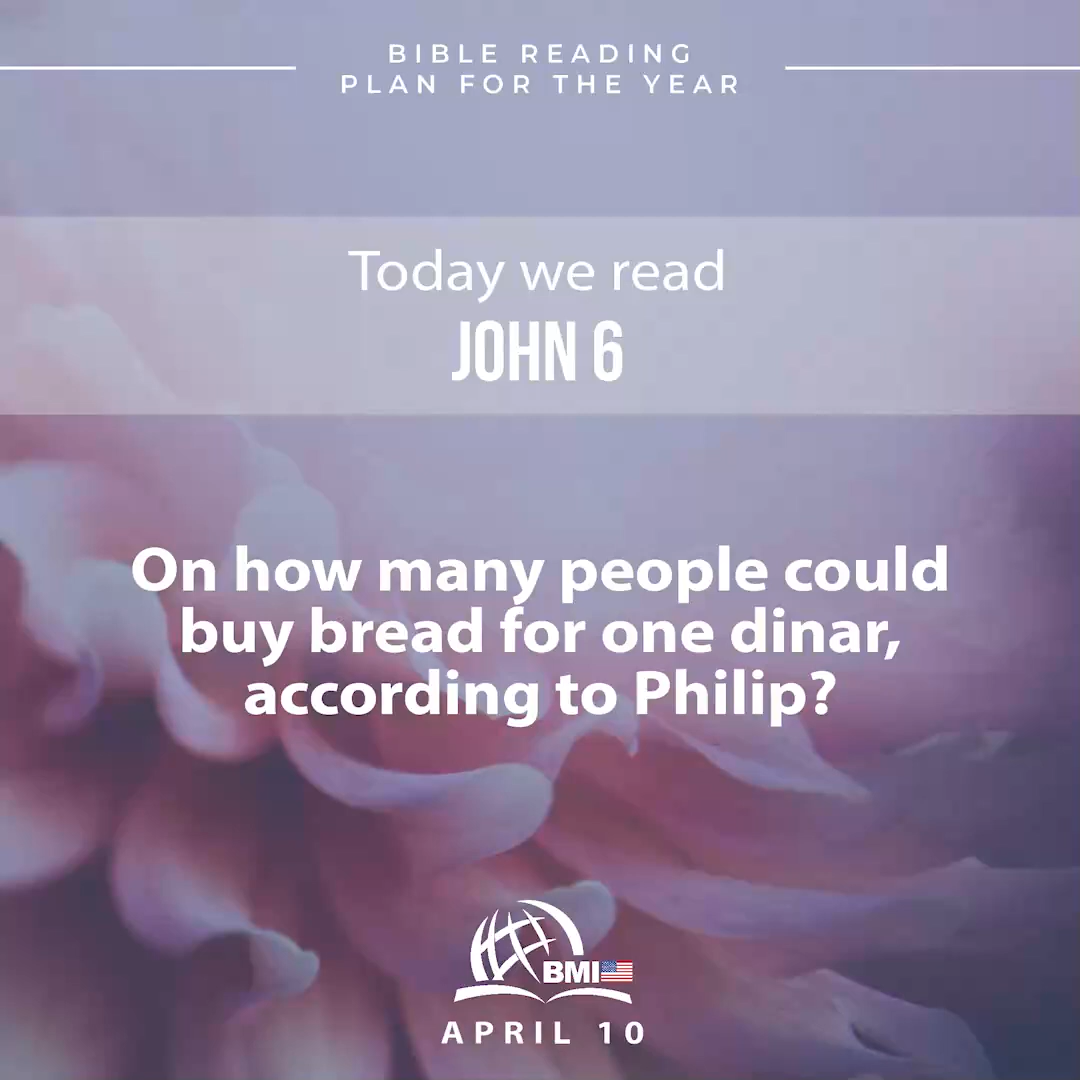 BIBLE READING
PLAN FOR THE YEAR
Today we read
JOHN 6
On how many people could
buy bread for one dinar,
according to Philip?
BMI
APRIL 10